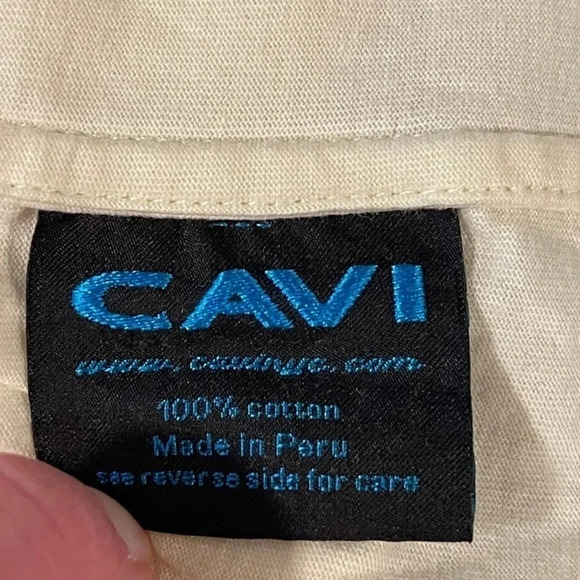 CAVI
www.cavinyc.com
100% cotton
Made in Peru
see reverse side for care